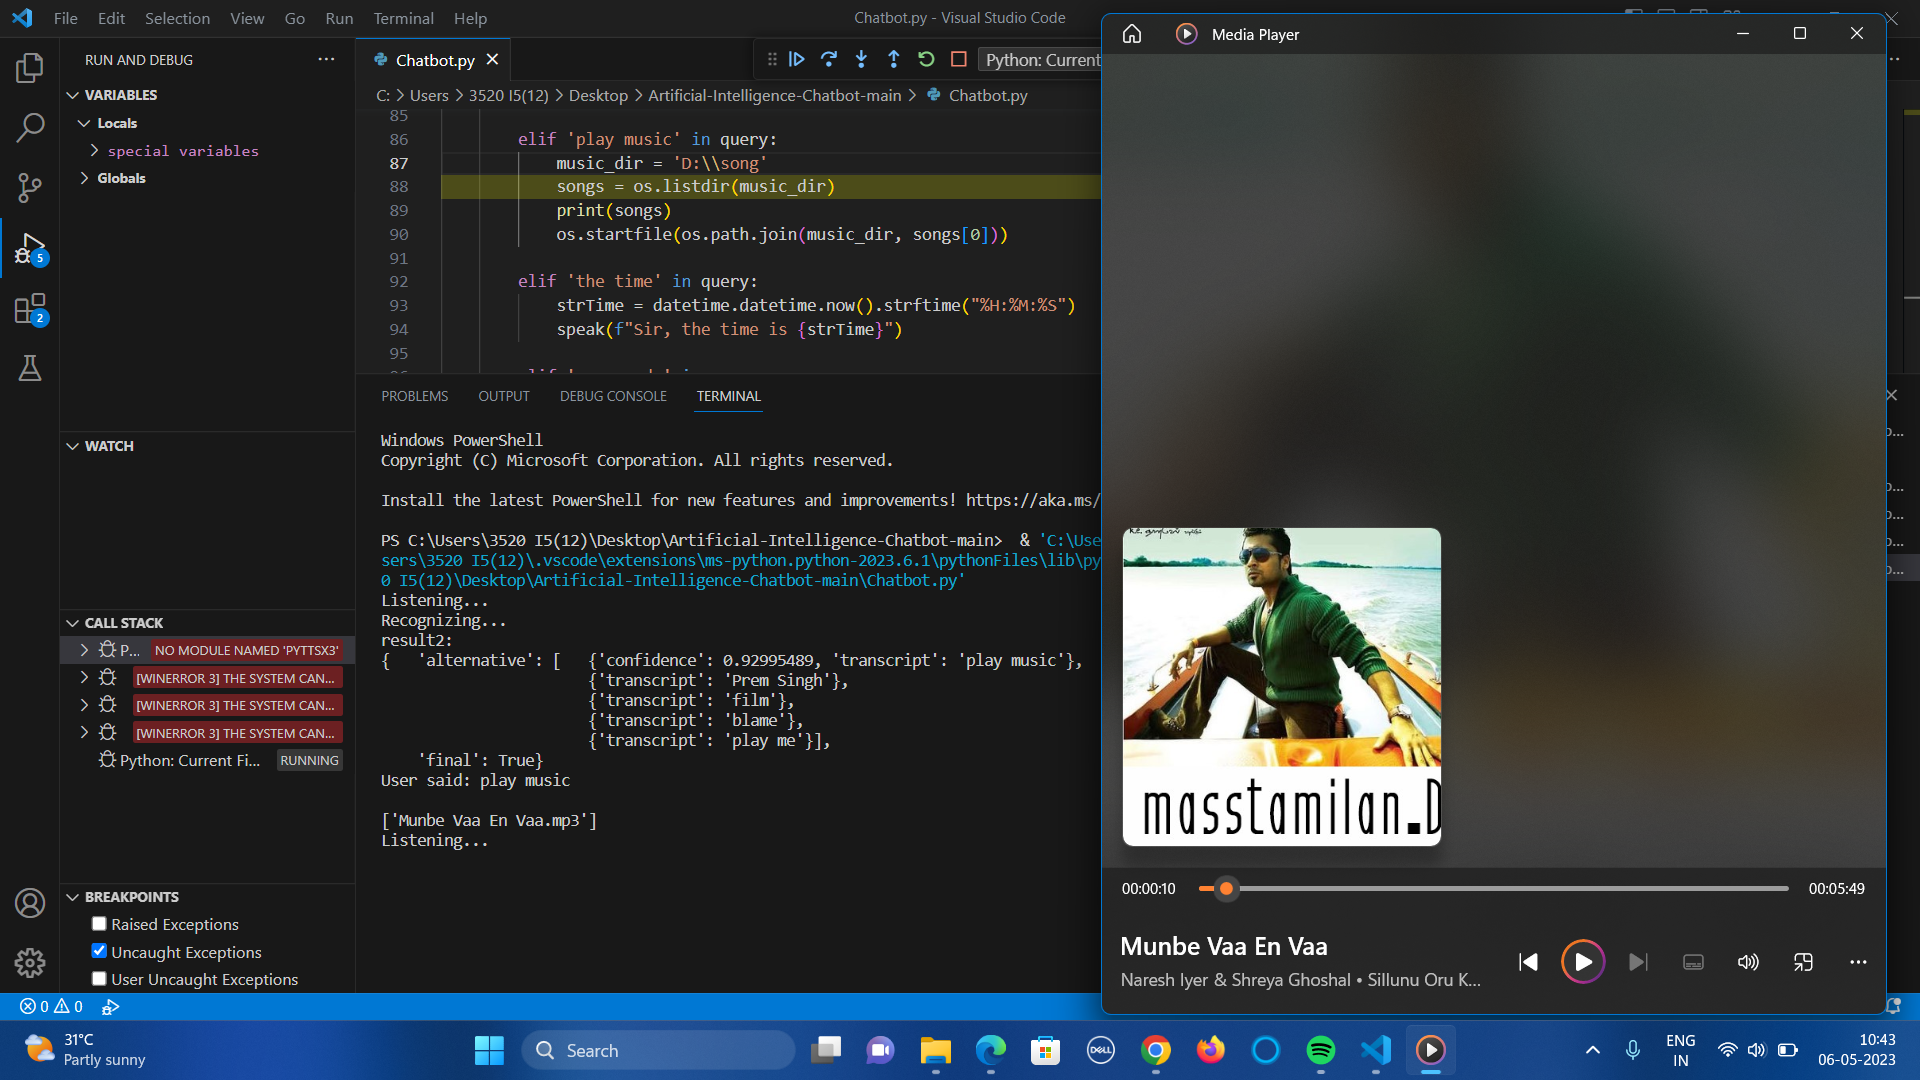 File Edit Selection View Go Run Terminal Help
Chatbot.py - Visual Studio Code
RUN AND DEBUG
VARIABLES
Locals
special variables
Globals
WATCH
CALL STACK
P... NO MODULE NAMED 'PYTTSX3'
[WINERROR 3] THE SYSTEM CAN...
[WINERROR 3] THE SYSTEM CAN...
[WINERROR 3] THE SYSTEM CAN...
Python: Current Fi... RUNNING
BREAKPOINTS
Raised Exceptions
Uncaught Exceptions
User Uncaught Exceptions
5
2
0 0
Chatbot.py
Python: Current
C: > Users > 3520 I5(12) > Desktop > Artificial-Intelligence-Chatbot-main > Chatbot.py
85
86 elif 'play music' in query:
87 music_dir = 'D:\\song'
88 songs = os.listdir(music_dir)
89 print(songs)
90 os.startfile(os.path.join(music_dir, songs[0]))
91
92 elif 'the time' in query:
93 strTime = datetime.datetime.now().strftime("%H:%M:%S")
94 speak(f"Sir, the time is {strTime}")
95
PROBLEMS OUTPUT DEBUG CONSOLE TERMINAL
Windows PowerShell
Copyright (C) Microsoft Corporation. All rights reserved.
Install the latest PowerShell for new features and improvements! https://aka.ms/
PS C:\Users\3520 I5(12)\Desktop\Artificial-Intelligence-Chatbot-main> & 'C:\Use
sers\3520 I5(12)\.vscode\extensions\ms-python.python-2023.6.1\pythonFiles\lib\py
0 I5(12)\Desktop\Artificial-Intelligence-Chatbot-main\Chatbot.py'
Listening...
Recognizing...
result2:
{ 'alternative': [ {'confidence': 0.92995489, 'transcript': 'play music'},
{'transcript': 'Prem Singh'},
{'transcript': 'film'},
{'transcript': 'blame'},
{'transcript': 'play me'}],
'final': True}
User said: play music
['Munbe Vaa En Vaa.mp3']
Listening...
Media Player
masstamilan.D
00:00:10
00:05:49
Munbe Vaa En Vaa
Naresh Iyer & Shreya Ghoshal • Sillunu Oru K...
31°C
Partly sunny
Search
DELL
ENG
IN
10:43
06-05-2023